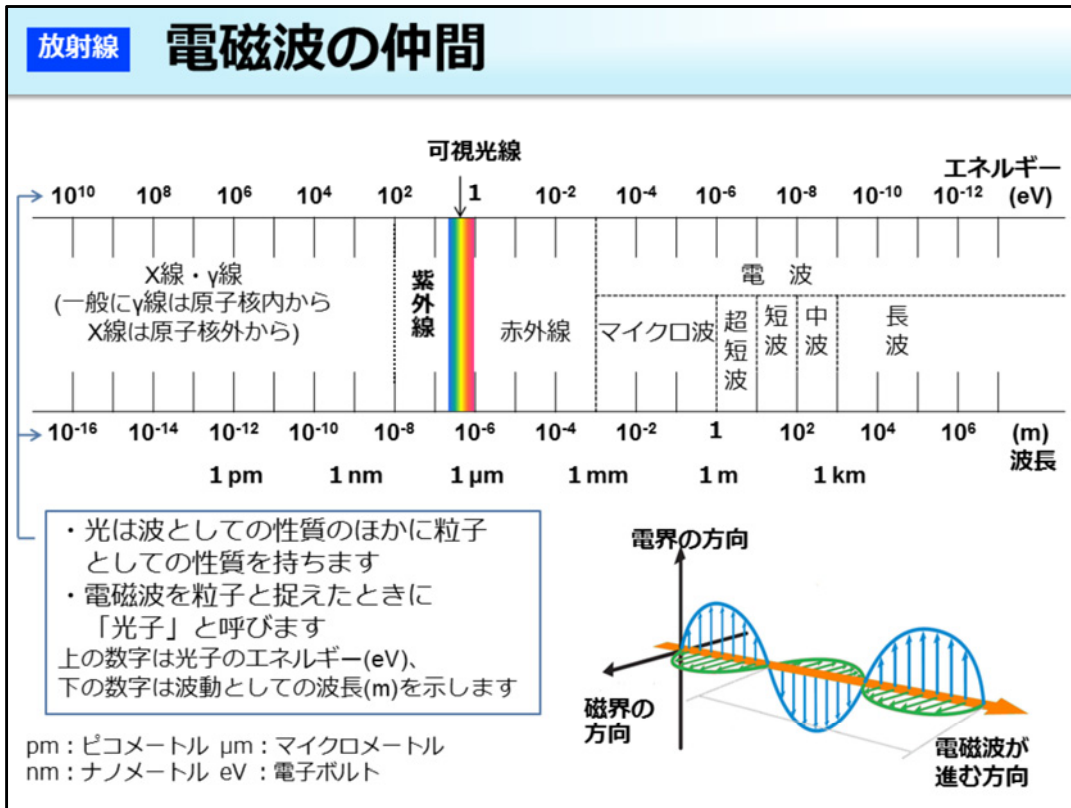 放射線 電磁波の仲間
可視光線
エネルギー
10¹⁰ 10⁸ 10⁶ 10⁴ 10² 1 10⁻² 10⁻⁴ 10⁻⁶ 10⁻⁸ 10⁻¹⁰ 10⁻¹² (eV)
X線・γ線
(一般にγ線は原子核内から
X線は原子核外から)
紫外線
赤外線
電 波
マイクロ波
超短波
短波
中波
長波
10⁻¹⁶ 10⁻¹⁴ 10⁻¹² 10⁻¹⁰ 10⁻⁸ 10⁻⁶ 10⁻⁴ 10⁻² 1 10² 10⁴ 10⁶ (m)
波長
1 pm 1 nm 1 μm 1 mm 1 m 1 km
・光は波としての性質のほかに粒子
としての性質を持ちます
・電磁波を粒子と捉えたときに
「光子」と呼びます
上の数字は光子のエネルギー(eV)、
下の数字は波動としての波長(m)を示します
電界の方向
磁界の
方向
電磁波が
進む方向
pm：ピコメートル μm：マイクロメートル
nm：ナノメートル eV：電子ボルト